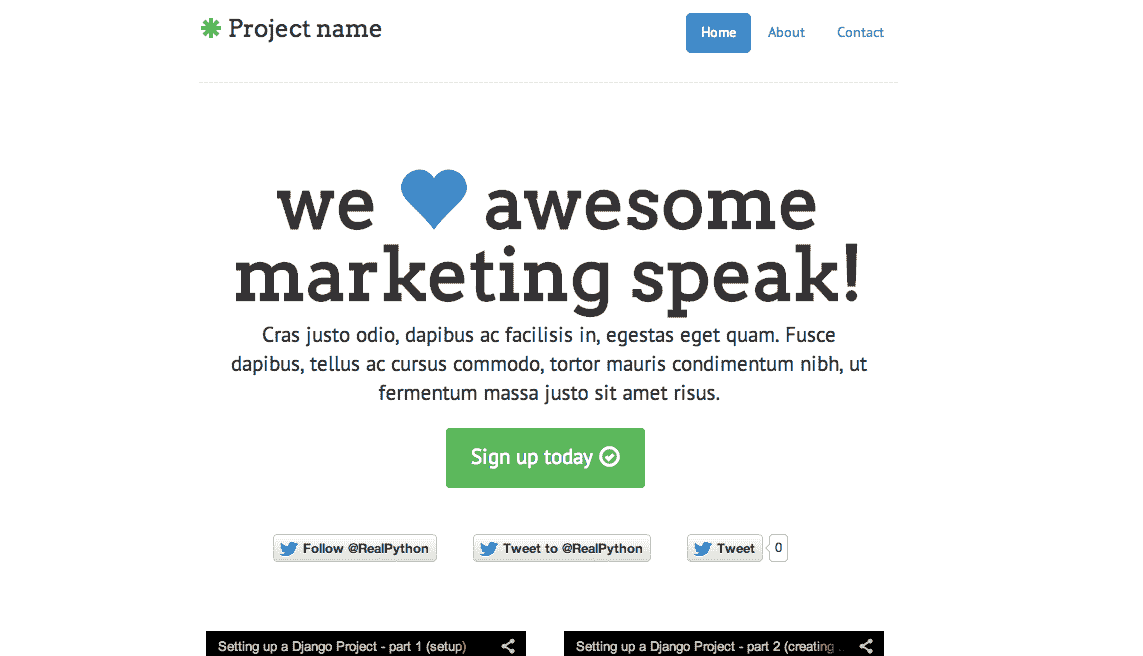 Project name
Home About Contact
we awesome
marketing speak!
Cras justo odio, dapibus ac facilisis in, egestas eget quam. Fusce
dapibus, tellus ac cursus commodo, tortor mauris condimentum nibh, ut
fermentum massa justo sit amet risus.
Sign up today
Follow @RealPython Tweet to @RealPython Tweet 0
Setting up a Django Project - part 1 (setup) Setting up a Django Project - part 2 (creating ..